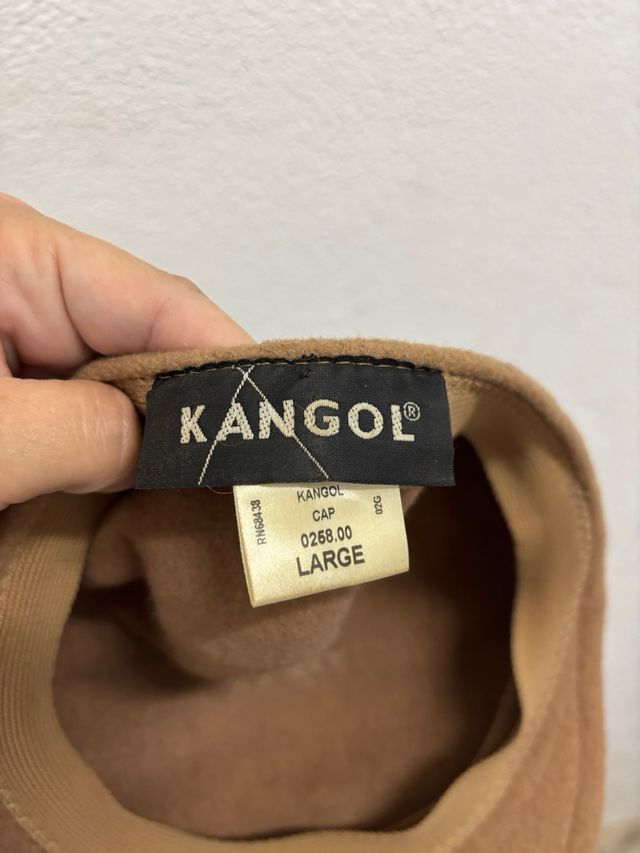 KANGOL®
KANGOL
CAP
0258.00
LARGE
RN68438
02G